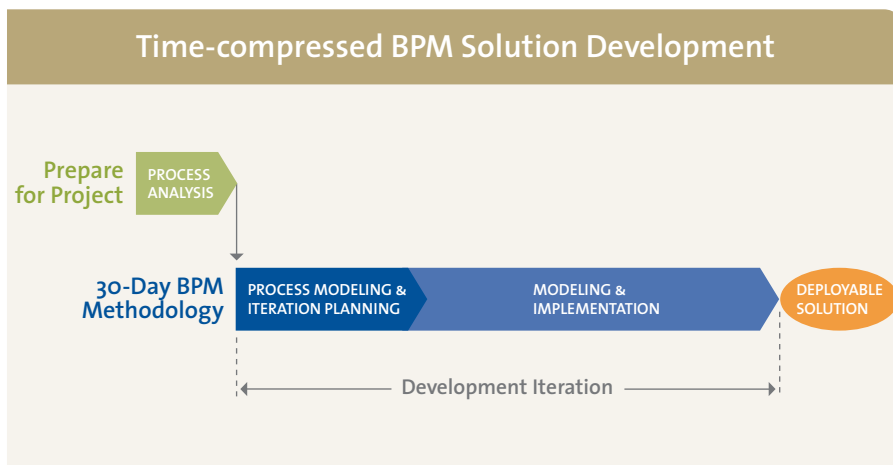 Time-compressed BPM Solution Development
Prepare
for Project
PROCESS
ANALYSIS
30-Day BPM
Methodology
PROCESS MODELING &
ITERATION PLANNING
MODELING &
IMPLEMENTATION
DEPLOYABLE
SOLUTION
Development Iteration